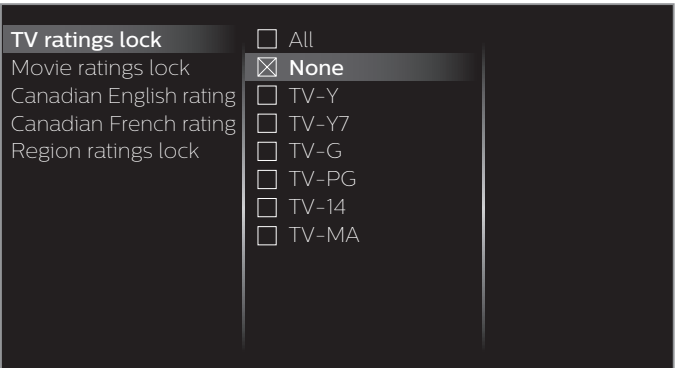 TV ratings lock
Movie ratings lock
Canadian English rating
Canadian French rating
Region ratings lock
All
None
TV-Y
TV-Y7
TV-G
TV-PG
TV-14
TV-MA